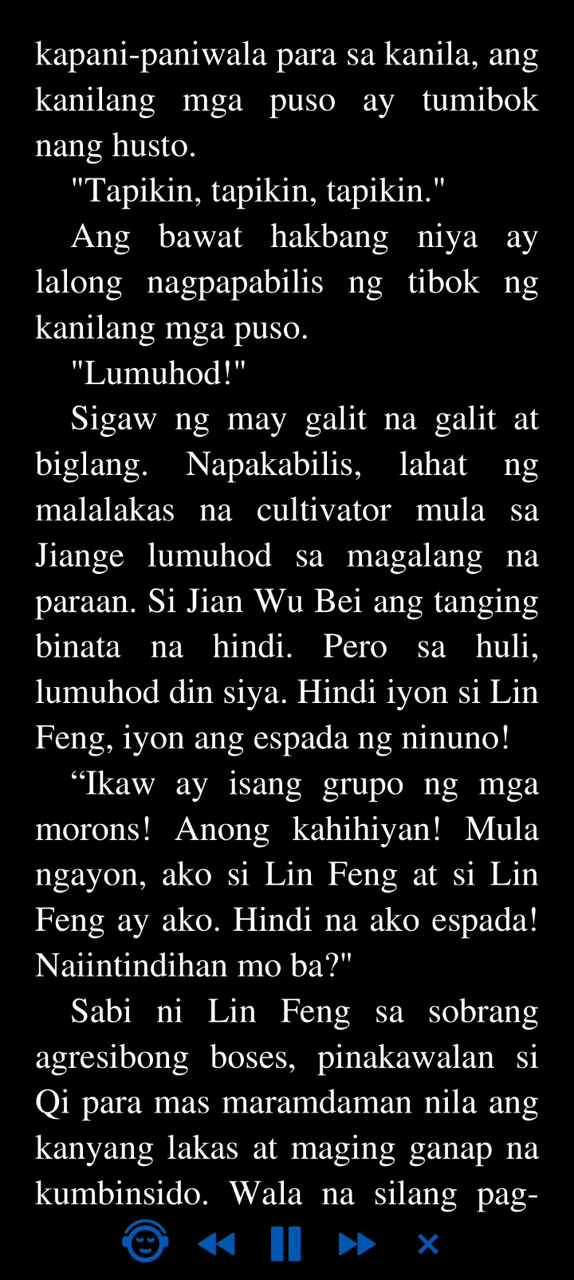 kapani-paniwala para sa kanila, ang
kanilang mga puso ay tumibok
nang husto.
"Tapikin, tapikin, tapikin."
Ang bawat hakbang niya ay
lalong nagpapabilis ng tibok ng
kanilang mga puso.
"Lumuhod!"
Sigaw ng may galit na galit at
biglang. Napakabilis, lahat ng
malalakas na cultivator mula sa
Jiange lumuhod sa magalang na
paraan. Si Jian Wu Bei ang tanging
binata na hindi. Pero sa huli,
lumuhod din siya. Hindi iyon si Lin
Feng, iyon ang espada ng ninuno!
“Ikaw ay isang grupo ng mga
morons! Anong kahihiyan! Mula
ngayon, ako si Lin Feng at si Lin
Feng ay ako. Hindi na ako espada!
Naiintindihan mo ba?"
Sabi ni Lin Feng sa sobrang
agresibong boses, pinakawalan si
Qi para mas maramdaman nila ang
kanyang lakas at maging ganap na
kumbinsido. Wala na silang pag-